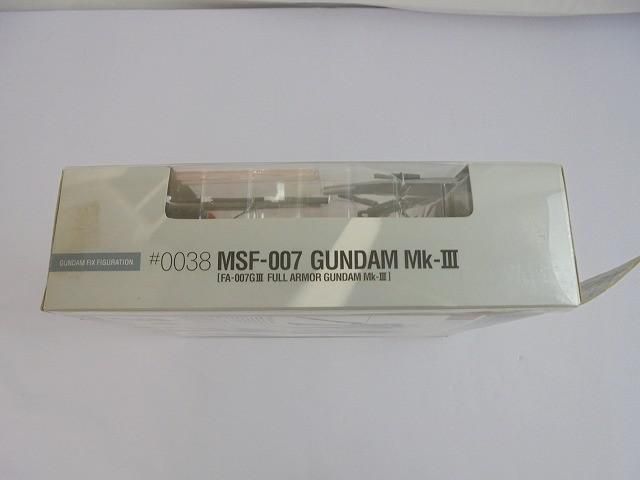 GUNDAM FIX FIGURATION #0038 MSF-007 GUNDAM Mk-III
[FA-007GIII FULL ARMOR GUNDAM Mk-III]